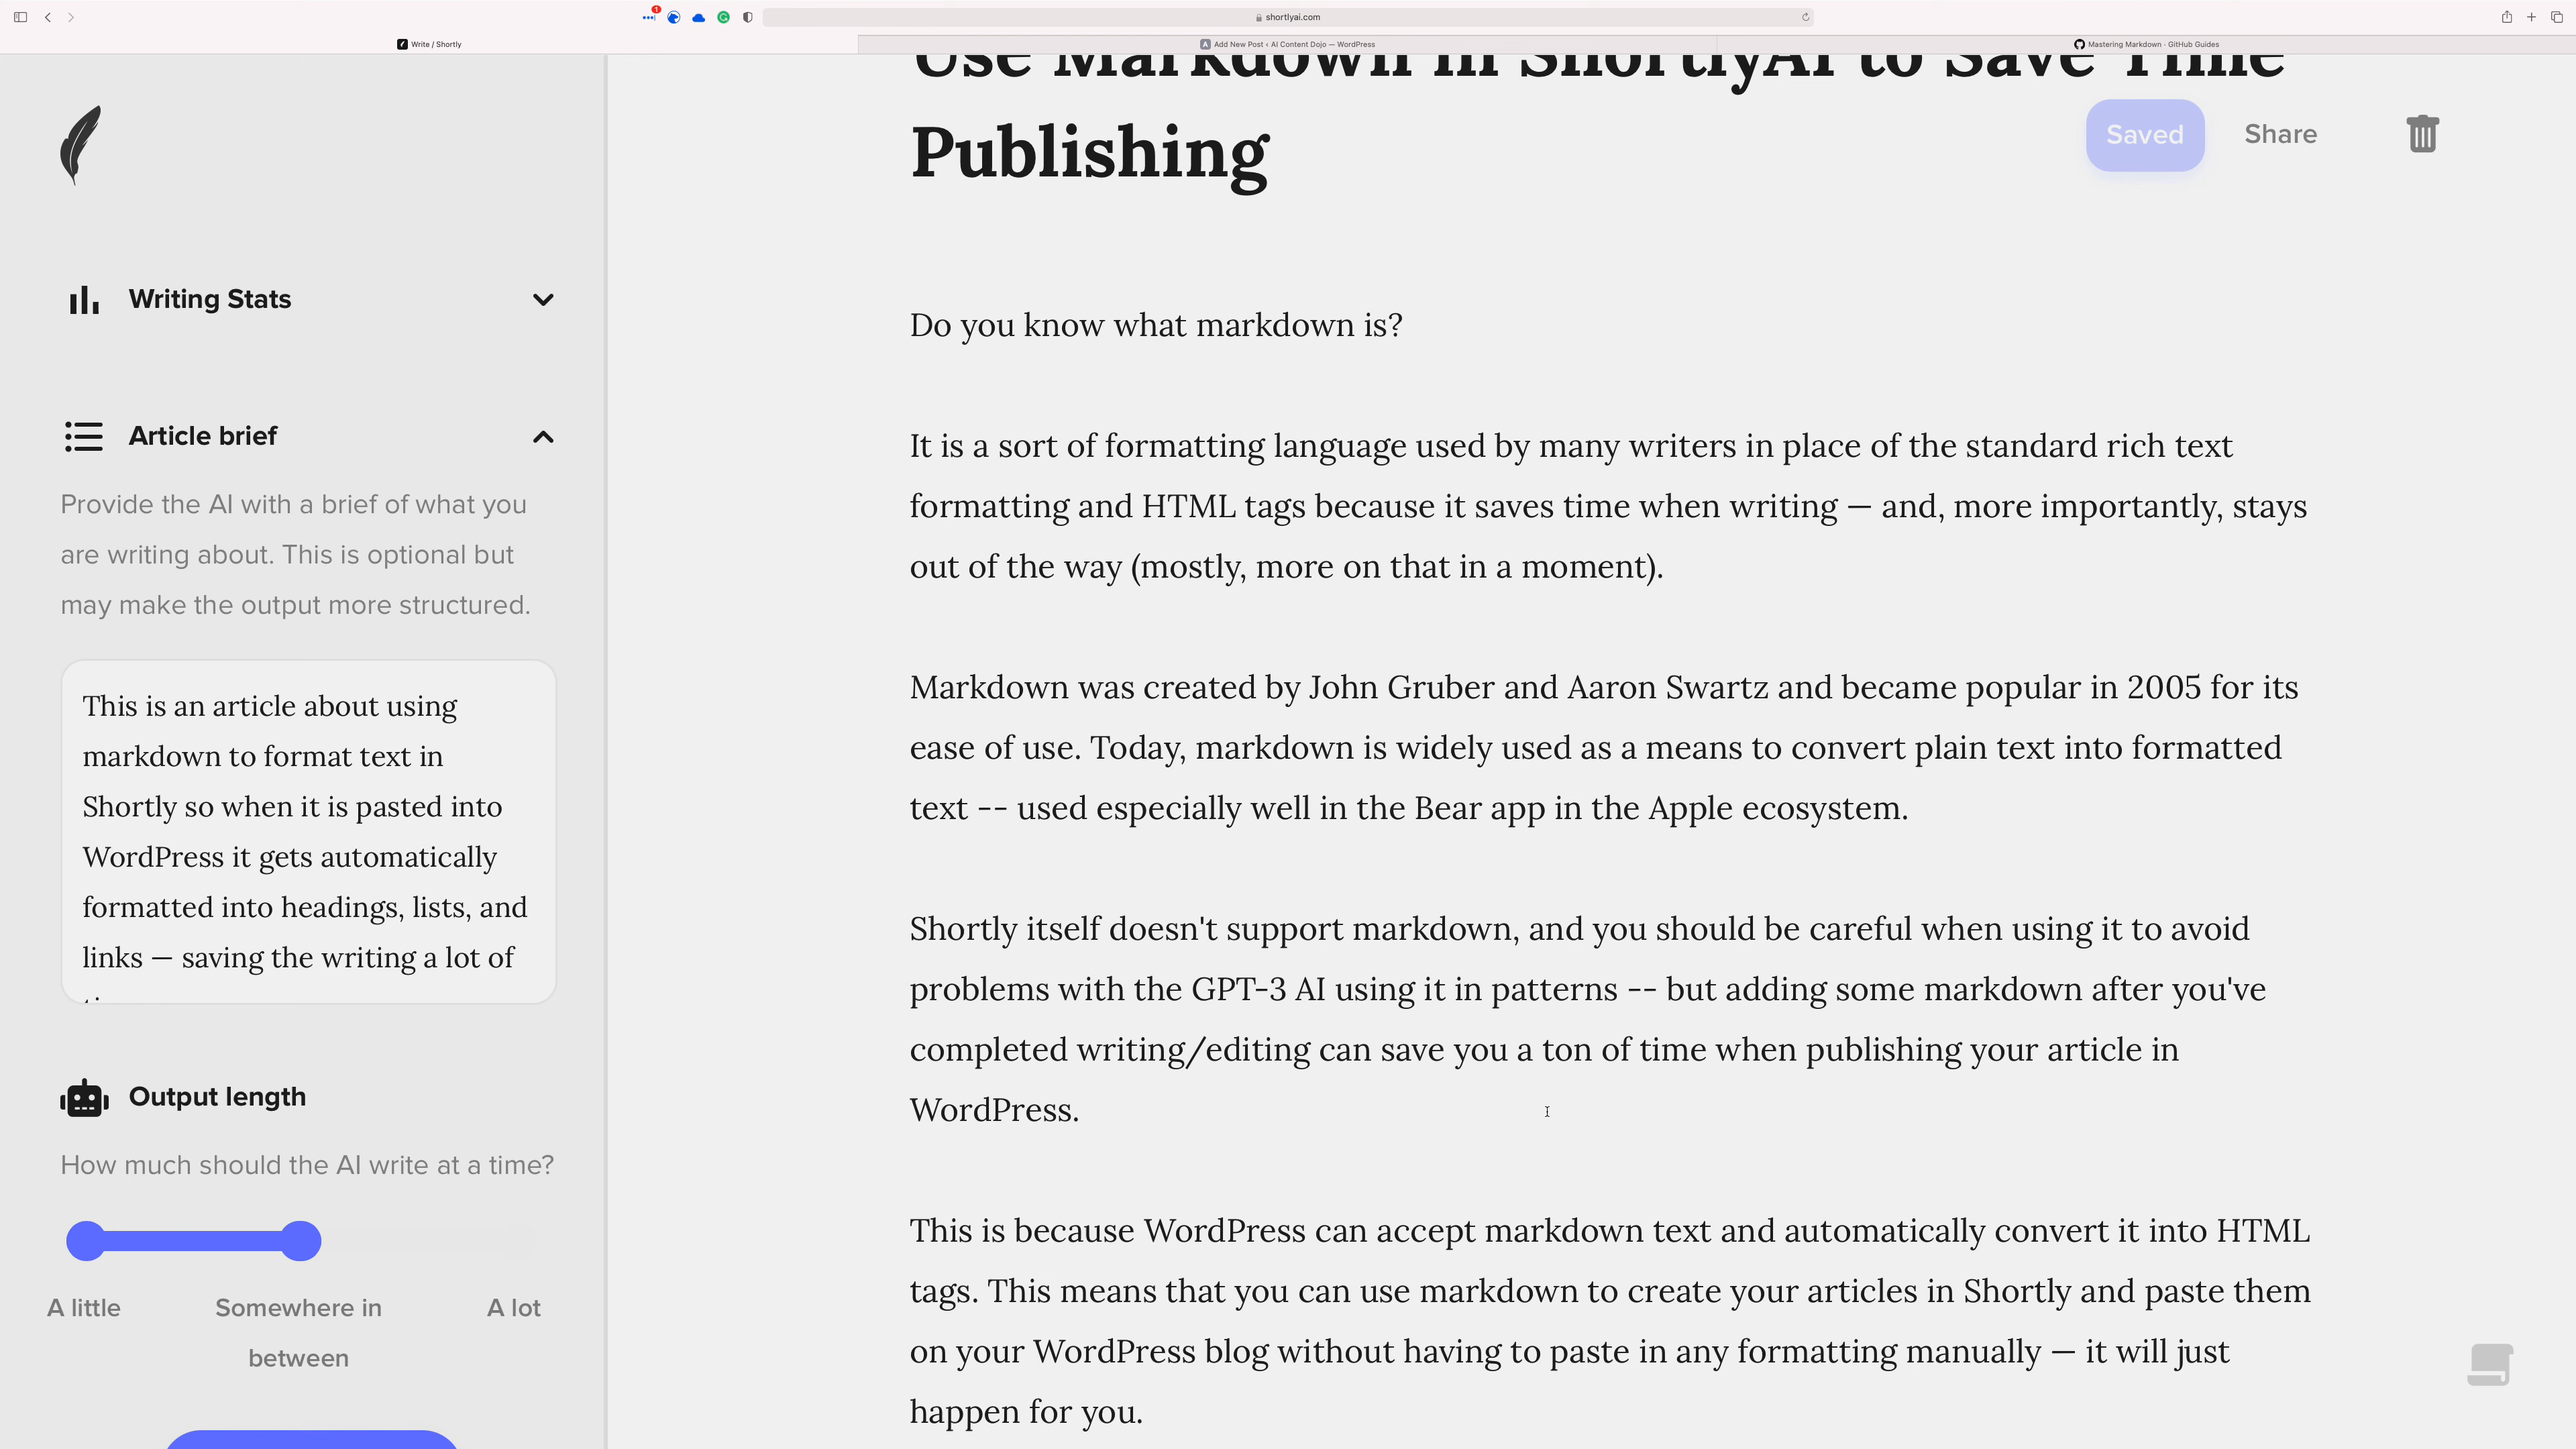 1
shortlyai.com
Write / Shortly
Add New Post ‹ AI Content Dojo — WordPress
Mastering Markdown · GitHub Guides
Use Markdown in ShortlyAI to Save Time
Publishing
Saved
Share
Writing Stats
Article brief
Provide the AI with a brief of what you
are writing about. This is optional but
may make the output more structured.
This is an article about using
markdown to format text in
Shortly so when it is pasted into
WordPress it gets automatically
formatted into headings, lists, and
links — saving the writing a lot of
Output length
How much should the AI write at a time?
A little
Somewhere in
between
A lot
Do you know what markdown is?
It is a sort of formatting language used by many writers in place of the standard rich text
formatting and HTML tags because it saves time when writing — and, more importantly, stays
out of the way (mostly, more on that in a moment).
Markdown was created by John Gruber and Aaron Swartz and became popular in 2005 for its
ease of use. Today, markdown is widely used as a means to convert plain text into formatted
text -- used especially well in the Bear app in the Apple ecosystem.
Shortly itself doesn't support markdown, and you should be careful when using it to avoid
problems with the GPT-3 AI using it in patterns -- but adding some markdown after you've
completed writing/editing can save you a ton of time when publishing your article in
WordPress.
This is because WordPress can accept markdown text and automatically convert it into HTML
tags. This means that you can use markdown to create your articles in Shortly and paste them
on your WordPress blog without having to paste in any formatting manually — it will just
happen for you.